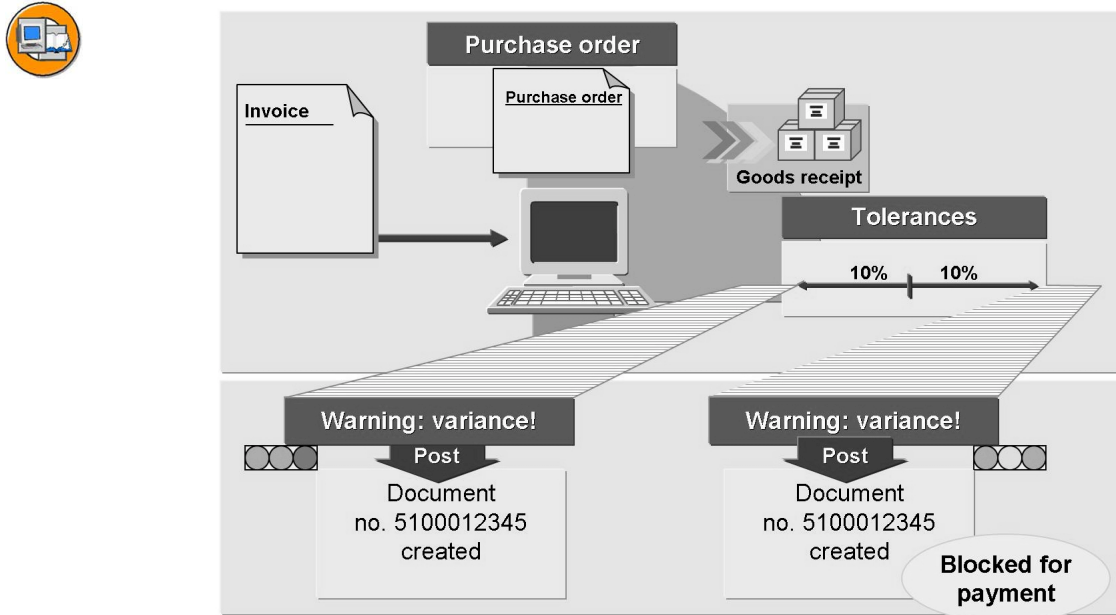 Purchase order
Invoice
Purchase order
Goods receipt
Tolerances
10% 10%
Warning: variance!
Post
Document
no. 5100012345
created
Warning: variance!
Post
Document
no. 5100012345
created
Blocked for
payment